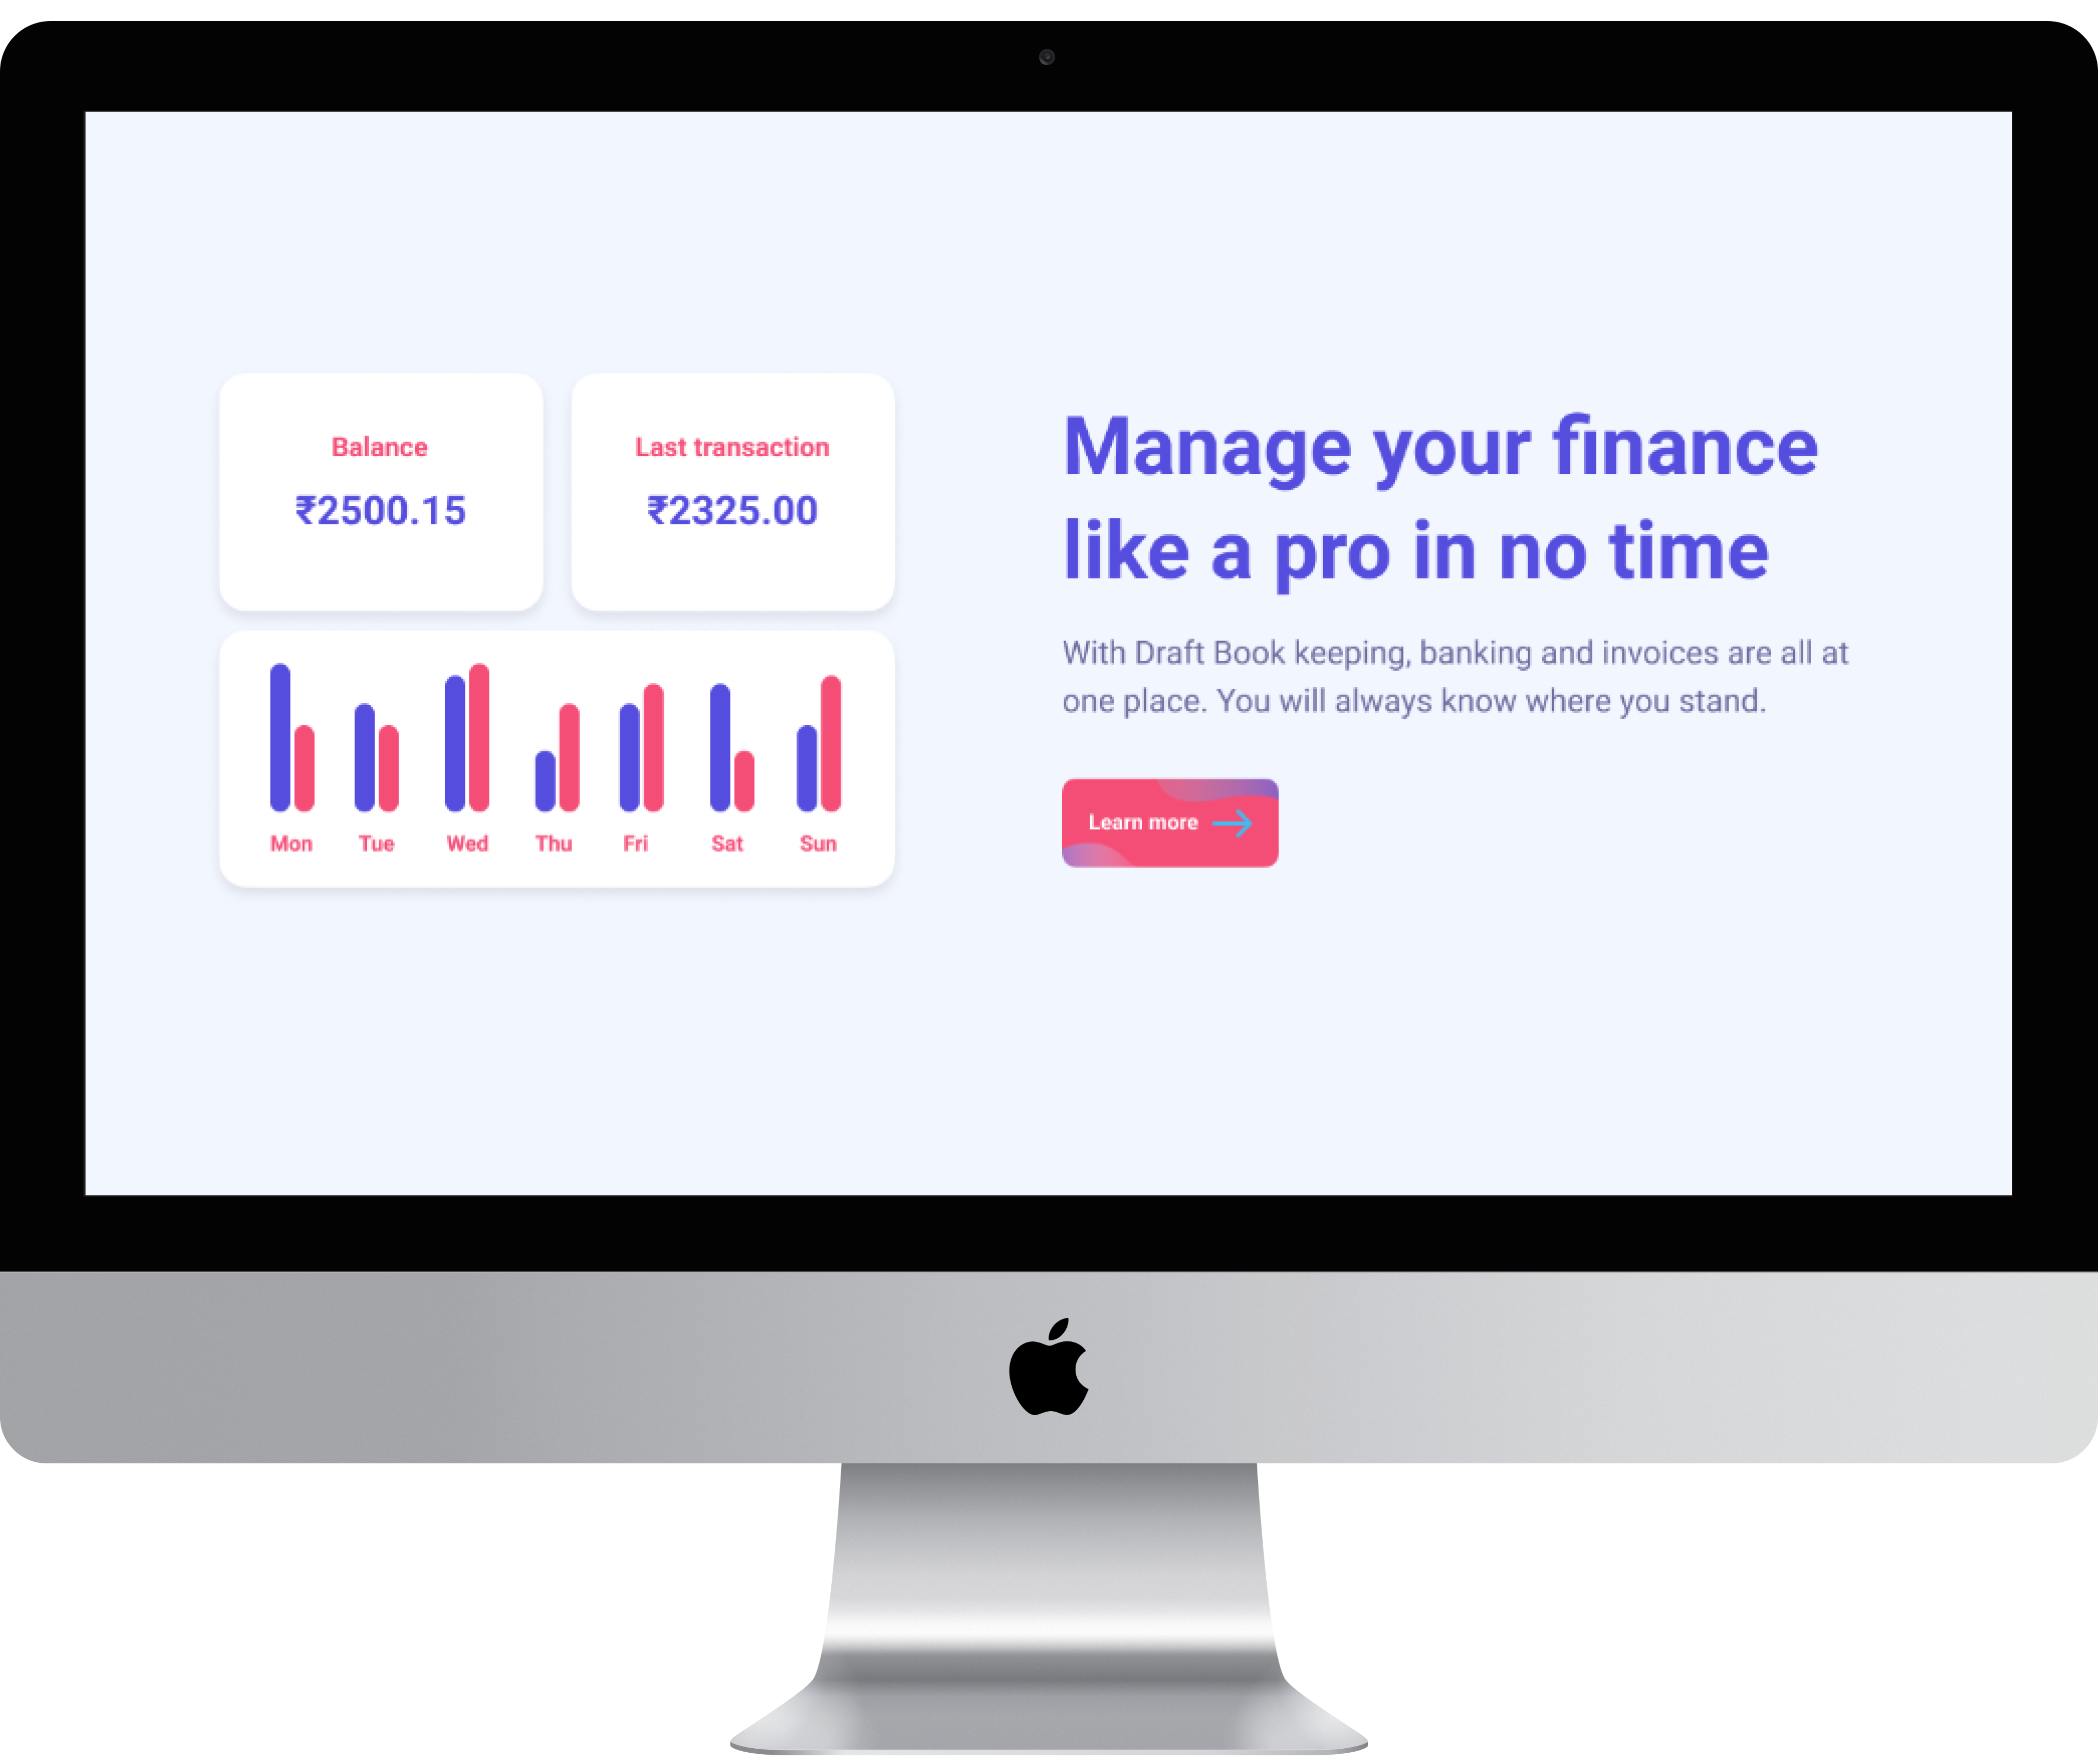 Balance
₹2500.15
Last transaction
₹2325.00
Mon Tue Wed Thu Fri Sat Sun
Manage your finance
like a pro in no time
With Draft Book keeping, banking and invoices are all at
one place. You will always know where you stand.
Learn more